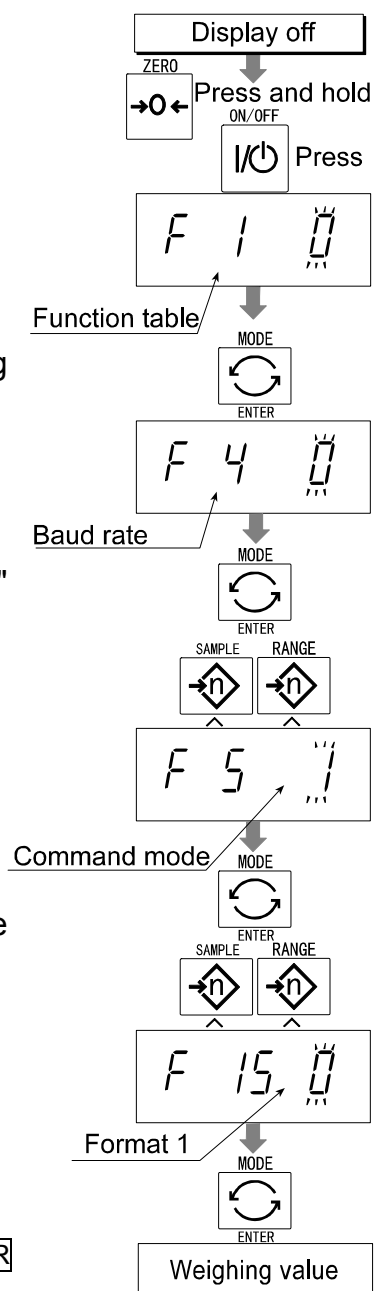 Display off
ZERO
→0←
Press and hold
ON/OFF
I/
Press
F 1 0
Function table
g
MODE
ENTER
F 4 0
Baud rate
"
MODE
ENTER
SAMPLE RANGE
→n →n
F 5 1
Command mode
MODE
e
ENTER
SAMPLE RANGE
→n →n
F 15 0
Format 1
MODE
ENTER
R
Weighing value